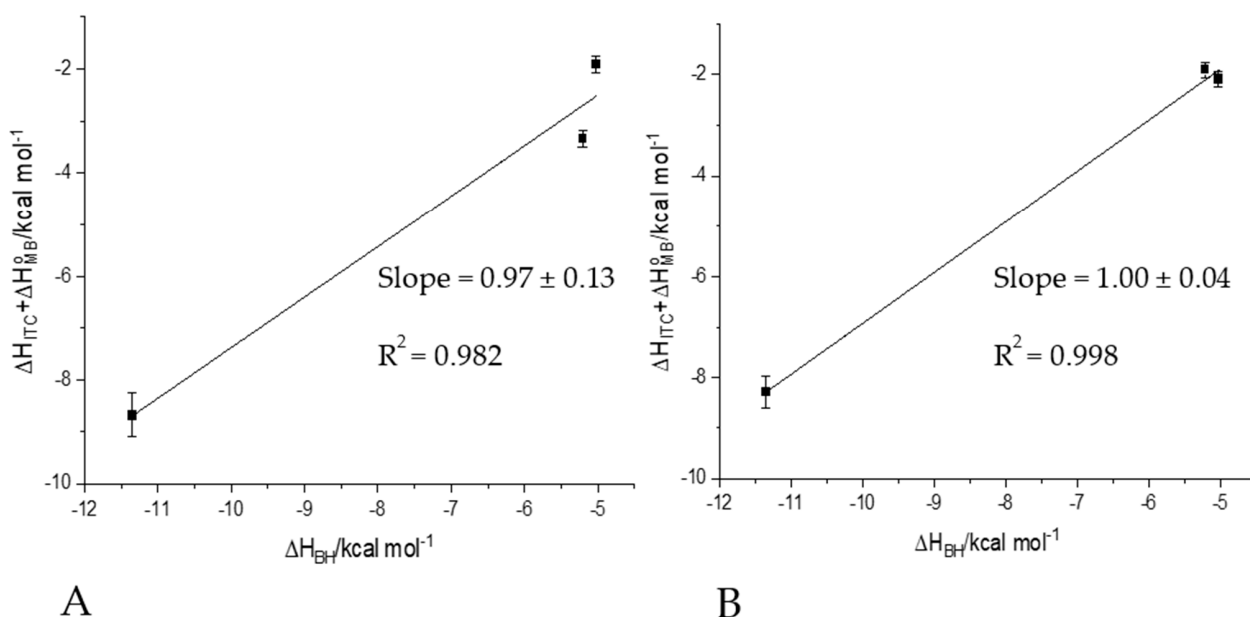 -2
-4
-6
-8
-10
-12
-11
-10
-9
-8
-7
-6
-5
ΔH_ITC+ΔH°_MB/kcal mol⁻¹
ΔH_BH/kcal mol⁻¹
Slope = 0.97 ± 0.13
R² = 0.982
A
-2
-4
-6
-8
-10
-12
-11
-10
-9
-8
-7
-6
-5
ΔH_ITC+ΔH°_MB/kcal mol⁻¹
ΔH_BH/kcal mol⁻¹
Slope = 1.00 ± 0.04
R² = 0.998
B